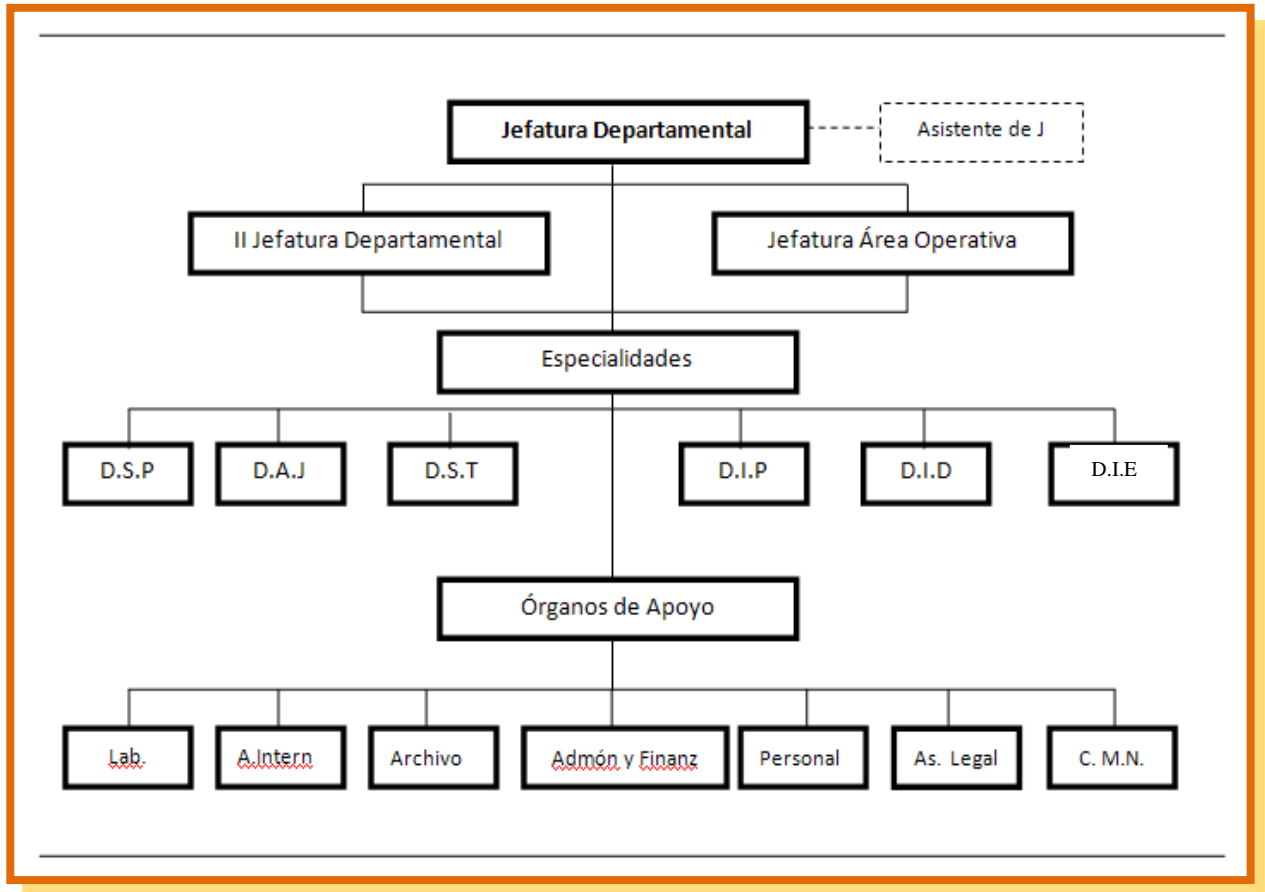 Jefatura Departamental
Asistente de J
II Jefatura Departamental
Jefatura Área Operativa
Especialidades
D.S.P
D.A.J
D.S.T
D.I.P
D.I.D
D.I.E
Órganos de Apoyo
Lab.
A.Intern
Archivo
Admón y Finanz
Personal
As. Legal
C. M.N.